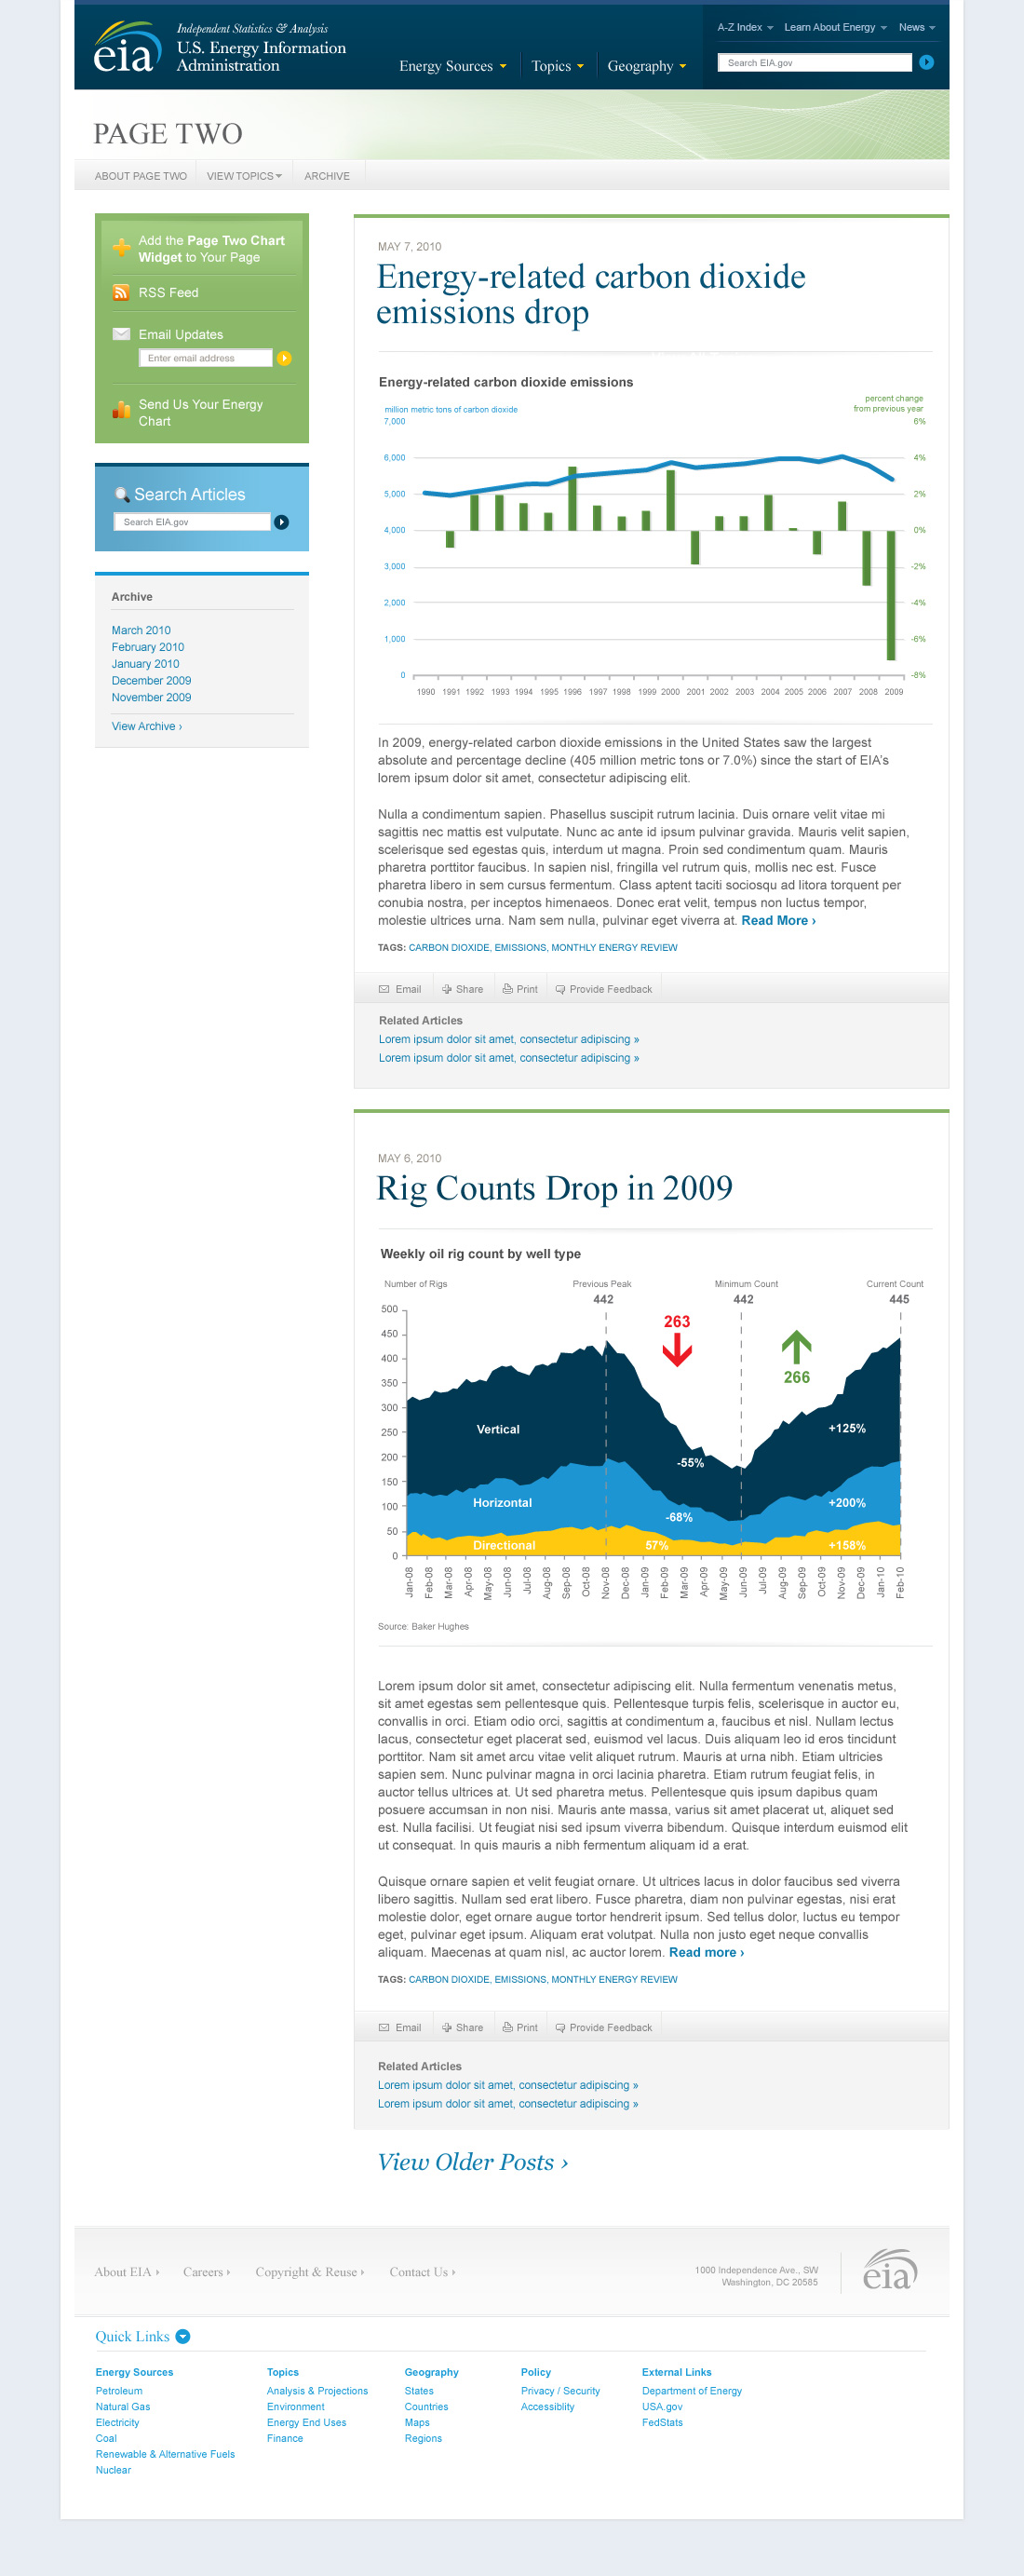 Independent Statistics & Analysis
U.S. Energy Information
Administration
eia
Energy Sources
Topics
Geography
A-Z Index
Learn About Energy
News
Search EIA.gov
PAGE TWO
ABOUT PAGE TWO
VIEW TOPICS
ARCHIVE
Add the Page Two Chart
Widget to Your Page
RSS Feed
Email Updates
Enter email address
Send Us Your Energy
Chart
Search Articles
Search EIA.gov
Archive
March 2010
February 2010
January 2010
December 2009
November 2009
View Archive ›
MAY 7, 2010
Energy-related carbon dioxide
emissions drop
Energy-related carbon dioxide emissions
million metric tons of carbon dioxide
percent change
from previous year
7,000 6%
6,000 4%
5,000 2%
4,000 0%
3,000 -2%
2,000 -4%
1,000 -6%
0 -8%
1990 1991 1992 1993 1994 1995 1996 1997 1998 1999 2000 2001 2002 2003 2004 2005 2006 2007 2008 2009
In 2009, energy-related carbon dioxide emissions in the United States saw the largest
absolute and percentage decline (405 million metric tons or 7.0%) since the start of EIA's
lorem ipsum dolor sit amet, consectetur adipiscing elit.
Nulla a condimentum sapien. Phasellus suscipit rutrum lacinia. Duis ornare velit vitae mi
sagittis nec mattis est vulputate. Nunc ac ante id ipsum pulvinar gravida. Mauris velit sapien,
scelerisque sed egestas quis, interdum ut magna. Proin sed condimentum quam. Mauris
pharetra porttitor faucibus. In sapien nisl, fringilla vel rutrum quis, mollis nec est. Fusce
pharetra libero in sem cursus fermentum. Class aptent taciti sociosqu ad litora torquent per
conubia nostra, per inceptos himenaeos. Donec erat velit, tempus non luctus tempor,
molestie ultrices urna. Nam sem nulla, pulvinar eget viverra at. Read More ›
TAGS: CARBON DIOXIDE, EMISSIONS, MONTHLY ENERGY REVIEW
Email Share Print Provide Feedback
Related Articles
Lorem ipsum dolor sit amet, consectetur adipiscing »
Lorem ipsum dolor sit amet, consectetur adipiscing »
MAY 6, 2010
Rig Counts Drop in 2009
Weekly oil rig count by well type
Number of Rigs
Previous Peak
442
Minimum Count
442
Current Count
445
263
266
500
450
400
350
300
250
200
150
100
50
0
Vertical
-55%
+125%
Horizontal
-68%
+200%
Directional
57%
+158%
Jan-08 Feb-08 Mar-08 Apr-08 May-08 Jun-08 Jul-08 Aug-08 Sep-08 Oct-08 Nov-08 Dec-08 Jan-09 Feb-09 Mar-09 Apr-09 May-09 Jun-09 Jul-09 Aug-09 Sep-09 Oct-09 Nov-09 Dec-09 Jan-10 Feb-10
Source: Baker Hughes
Lorem ipsum dolor sit amet, consectetur adipiscing elit. Nulla fermentum venenatis metus,
sit amet egestas sem pellentesque quis. Pellentesque turpis felis, scelerisque in auctor eu,
convallis in orci. Etiam odio orci, sagittis at condimentum a, faucibus et nisl. Nullam lectus
lacus, consectetur eget placerat sed, euismod vel lacus. Duis aliquam leo id eros tincidunt
porttitor. Nam sit amet arcu vitae velit aliquet rutrum. Mauris at urna nibh. Etiam ultricies
sapien sem. Nunc pulvinar magna in orci lacinia pharetra. Etiam rutrum feugiat felis, in
auctor tellus ultrices at. Ut sed pharetra metus. Pellentesque quis ipsum dapibus quam
posuere accumsan in non nisi. Mauris ante massa, varius sit amet placerat ut, aliquet sed
est. Nulla facilisi. Ut feugiat nisi sed ipsum viverra bibendum. Quisque interdum euismod elit
ut consequat. In quis mauris a nibh fermentum aliquam id a erat.
Quisque ornare sapien et velit feugiat ornare. Ut ultrices lacus in dolor faucibus sed viverra
libero sagittis. Nullam sed erat libero. Fusce pharetra, diam non pulvinar egestas, nisi erat
molestie dolor, eget ornare augue tortor hendrerit ipsum. Sed tellus dolor, luctus eu tempor
eget, pulvinar eget ipsum. Aliquam erat volutpat. Nulla non justo eget neque convallis
aliquam. Maecenas at quam nisl, ac auctor lorem. Read more ›
TAGS: CARBON DIOXIDE, EMISSIONS, MONTHLY ENERGY REVIEW
Email Share Print Provide Feedback
Related Articles
Lorem ipsum dolor sit amet, consectetur adipiscing »
Lorem ipsum dolor sit amet, consectetur adipiscing »
View Older Posts ›
About EIA
Careers
Copyright & Reuse
Contact Us
1000 Independence Ave., SW
Washington, DC 20585
eia
Quick Links
Energy Sources
Petroleum
Natural Gas
Electricity
Coal
Renewable & Alternative Fuels
Nuclear
Topics
Analysis & Projections
Environment
Energy End Uses
Finance
Geography
States
Countries
Maps
Regions
Policy
Privacy / Security
Accessiblity
External Links
Department of Energy
USA.gov
FedStats